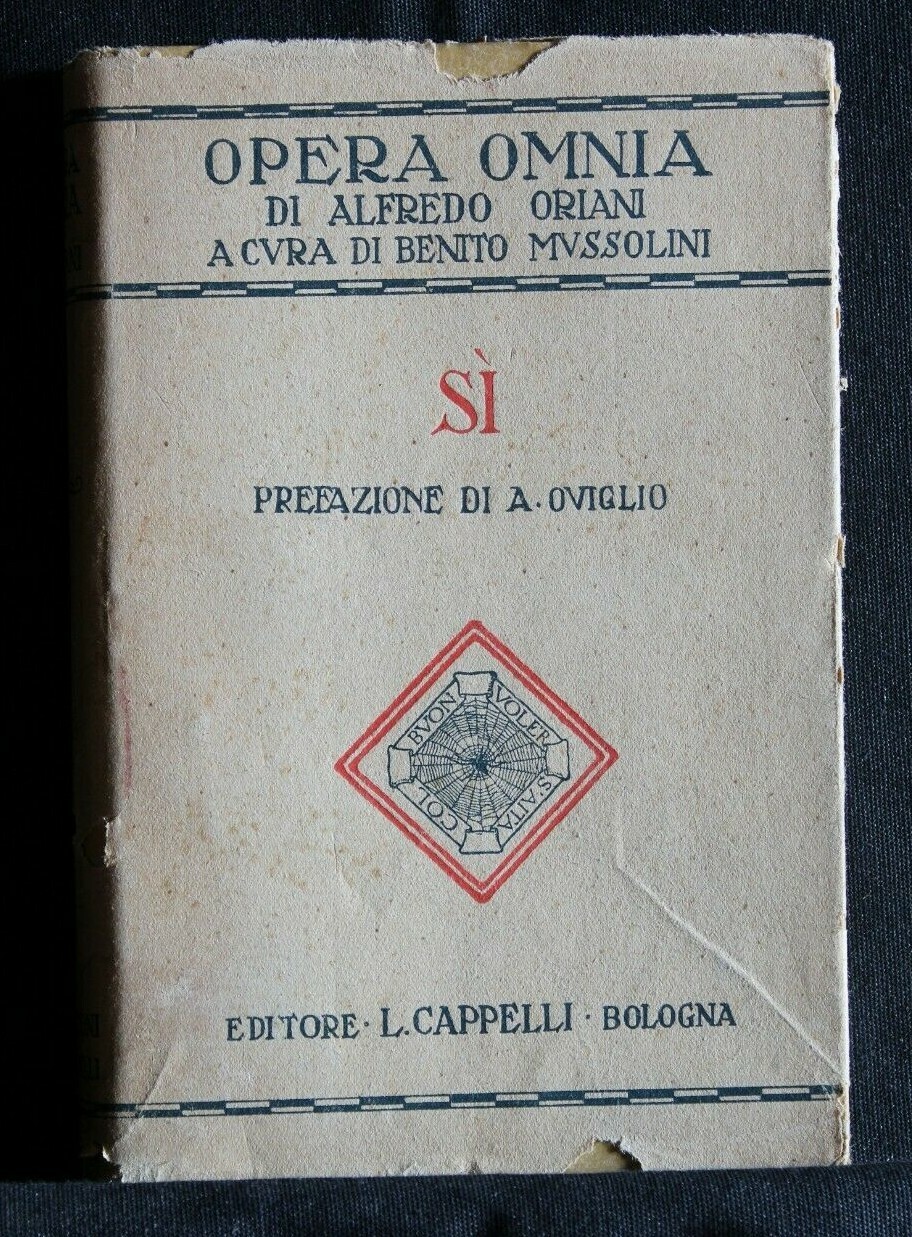 OPERA OMNIA
DI ALFREDO ORIANI
A CVRA DI BENITO MVSSOLINI
SÌ
PREFAZIONE DI A. OVIGLIO
COL BVON VOLER S'AITA
EDITORE · L. CAPPELLI · BOLOGNA